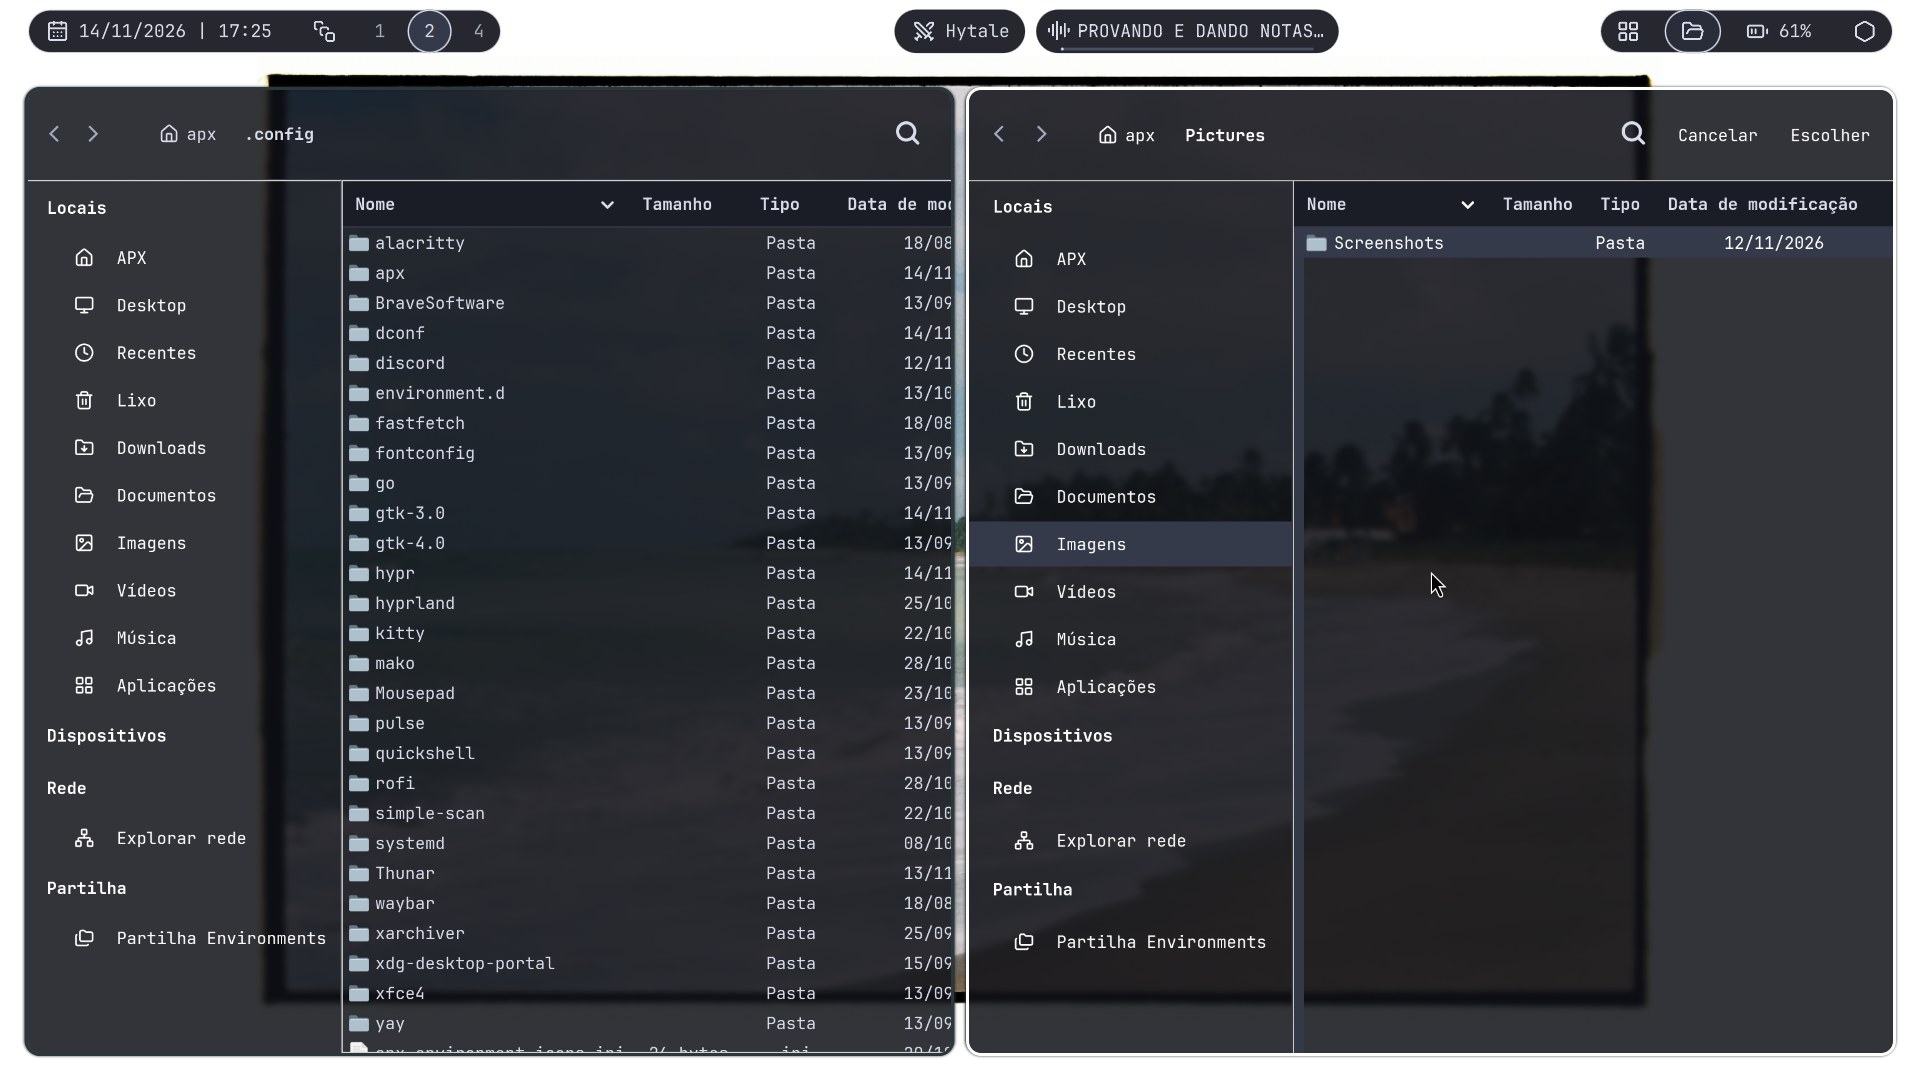 14/11/2026 | 17:25
1
2
4
Hytale
PROVANDO E DANDO NOTAS…
61%
apx .config
Locais
APX
Desktop
Recentes
Lixo
Downloads
Documentos
Imagens
Vídeos
Música
Aplicações
Dispositivos
Rede
Explorar rede
Partilha
Partilha Environments
Nome Tamanho Tipo Data de mod
alacritty Pasta 18/08
apx Pasta 14/11
BraveSoftware Pasta 13/09
dconf Pasta 14/11
discord Pasta 12/11
environment.d Pasta 13/10
fastfetch Pasta 18/08
fontconfig Pasta 13/09
go Pasta 13/09
gtk-3.0 Pasta 14/11
gtk-4.0 Pasta 13/09
hypr Pasta 14/11
hyprland Pasta 25/10
kitty Pasta 22/10
mako Pasta 28/10
Mousepad Pasta 23/10
pulse Pasta 13/09
quickshell Pasta 13/09
rofi Pasta 28/10
simple-scan Pasta 22/10
systemd Pasta 08/10
Thunar Pasta 13/11
waybar Pasta 18/08
xarchiver Pasta 25/09
xdg-desktop-portal Pasta 15/09
xfce4 Pasta 13/09
yay Pasta 13/09
apx Pictures
Cancelar
Escolher
Locais
APX
Desktop
Recentes
Lixo
Downloads
Documentos
Imagens
Vídeos
Música
Aplicações
Dispositivos
Rede
Explorar rede
Partilha
Partilha Environments
Nome Tamanho Tipo Data de modificação
Screenshots Pasta 12/11/2026